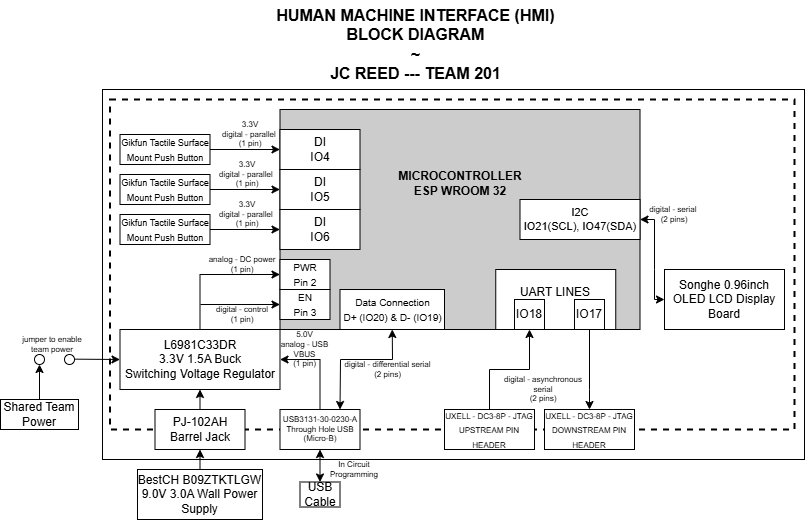 HUMAN MACHINE INTERFACE (HMI)
BLOCK DIAGRAM
~
JC REED --- TEAM 201
Gikfun Tactile Surface
Mount Push Button
3.3V
digital - parallel
(1 pin)
DI
IO4
Gikfun Tactile Surface
Mount Push Button
3.3V
digital - parallel
(1 pin)
DI
IO5
Gikfun Tactile Surface
Mount Push Button
3.3V
digital - parallel
(1 pin)
DI
IO6
MICROCONTROLLER
ESP WROOM 32
I2C
IO21(SCL), IO47(SDA)
digital - serial
(2 pins)
Songhe 0.96inch
OLED LCD Display
Board
analog - DC power
(1 pin)
PWR
Pin 2
digital - control
(1 pin)
EN
Pin 3
Data Connection
D+ (IO20) & D- (IO19)
UART LINES
IO18
IO17
jumper to enable
team power
L6981C33DR
3.3V 1.5A Buck
Switching Voltage Regulator
5.0V
analog - USB
VBUS
(1 pin)
digital - differential serial
(2 pins)
digital - asynchronous
serial
(2 pins)
Shared Team
Power
PJ-102AH
Barrel Jack
USB3131-30-0230-A
Through Hole USB
(Micro-B)
UXELL - DC3-8P - JTAG
UPSTREAM PIN
HEADER
UXELL - DC3-8P - JTAG
DOWNSTREAM PIN
HEADER
BestCH B09ZTKTLGW
9.0V 3.0A Wall Power
Supply
In Circuit
Programming
USB
Cable